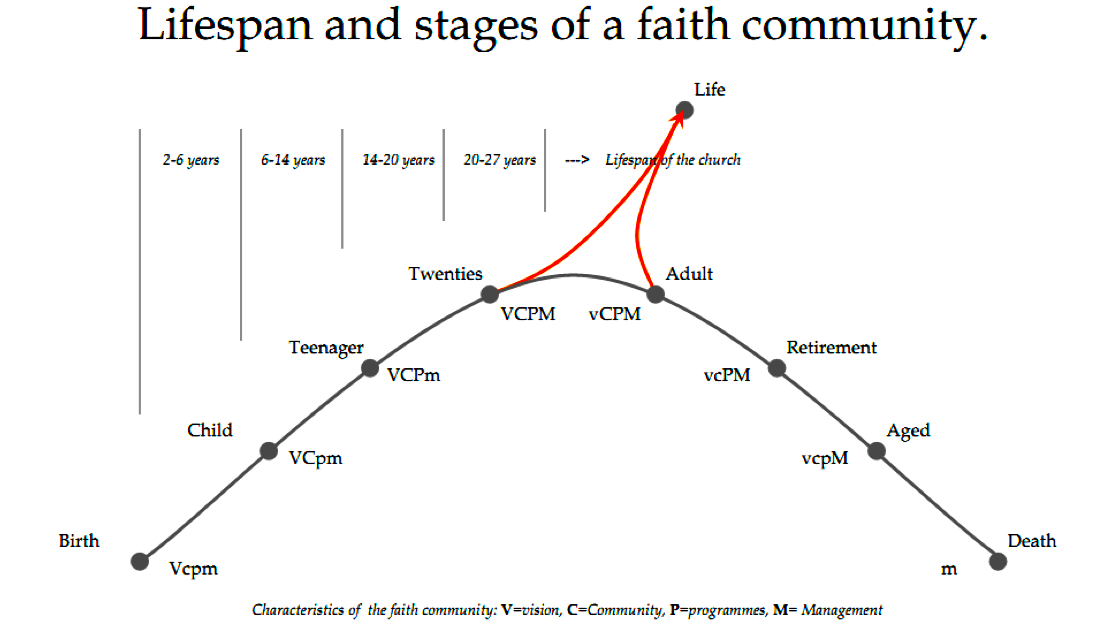 Lifespan and stages of a faith community.
Life
2-6 years
6-14 years
14-20 years
20-27 years
---> Lifespan of the church
Twenties
Adult
VCPM
vCPM
Teenager
Retirement
VCPm
vcPM
Child
Aged
VCpm
vcpM
Birth
Death
Vcpm
m
Characteristics of the faith community: V=vision, C=Community, P=programmes, M= Management